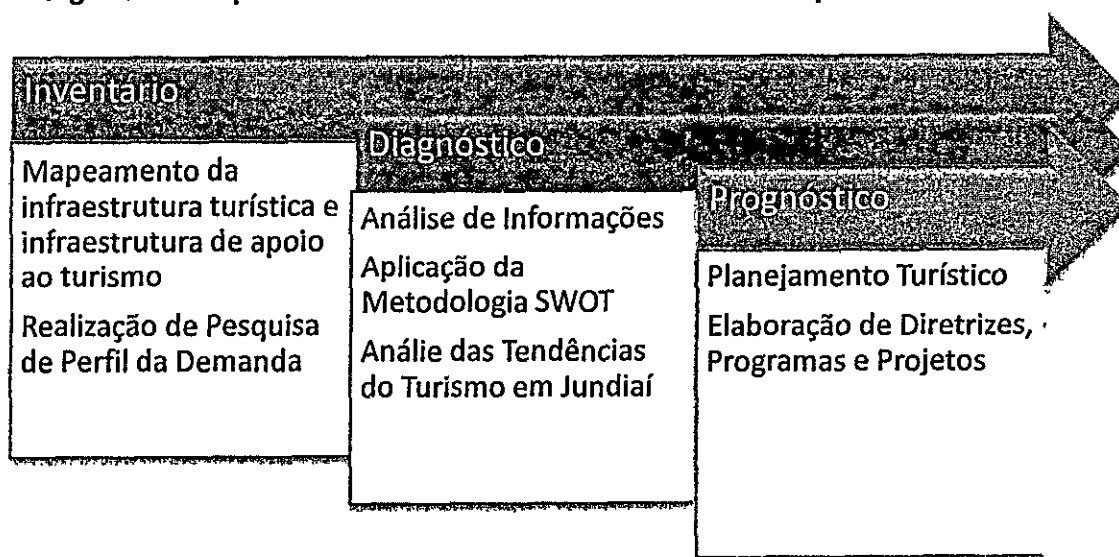 Inventário
Mapeamento da
infraestrutura turística e
infraestrutura de apoio
ao turismo
Realização de Pesquisa
de Perfil da Demanda
Diagnóstico
Análise de Informações
Aplicação da
Metodologia SWOT
Análie das Tendências
do Turismo em Jundiaí
Prognóstico
Planejamento Turístico
Elaboração de Diretrizes,
Programas e Projetos